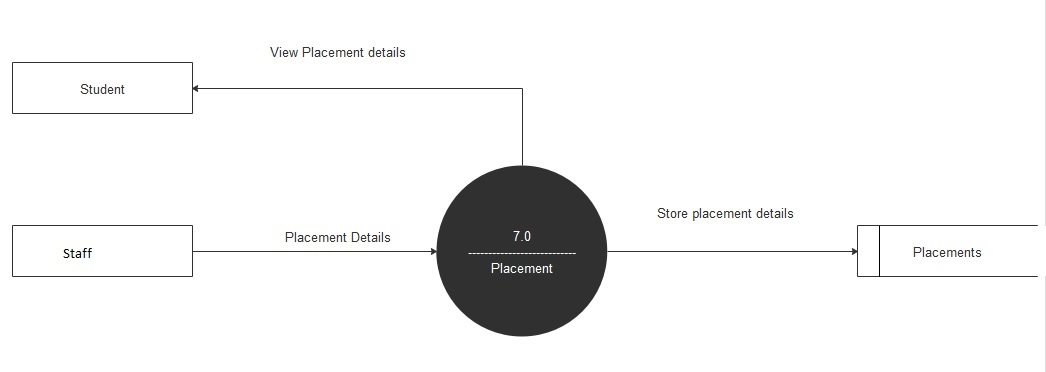 View Placement details
Student
Store placement details
Placement Details
7.0
Staff
Placements
Placement